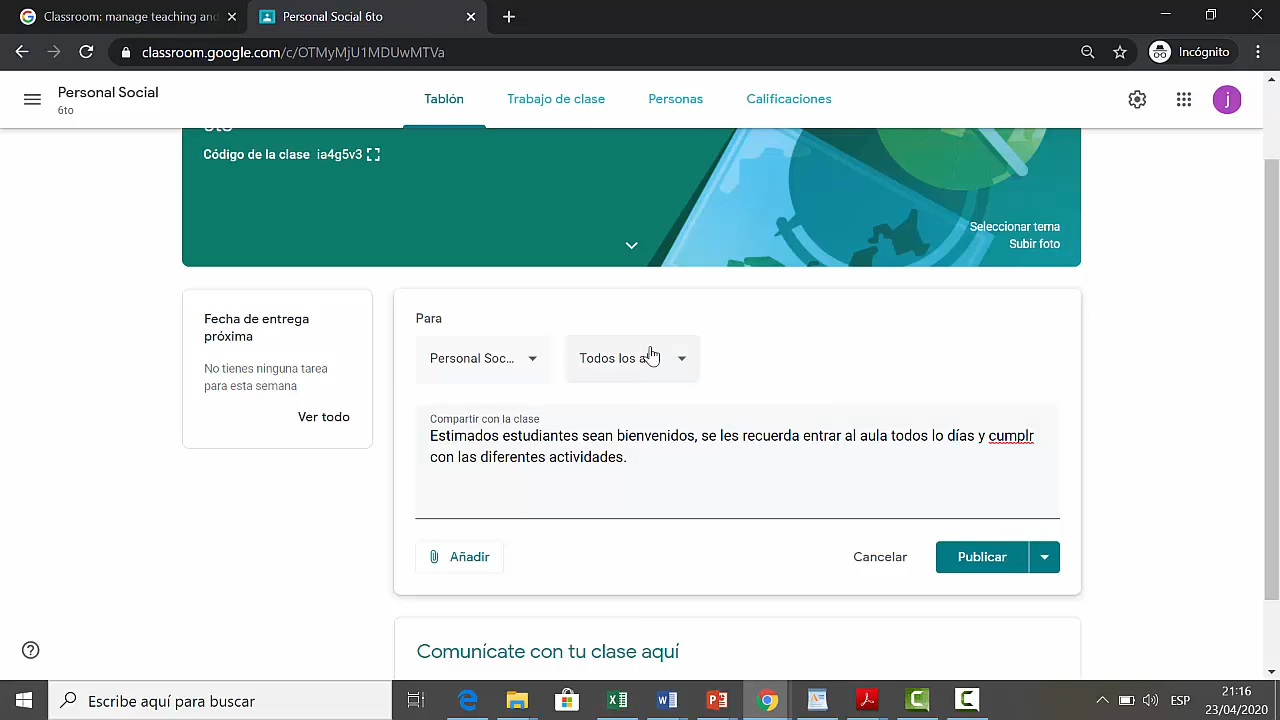 Classroom: manage teaching and
Personal Social 6to
classroom.google.com/c/OTMyMjU1MDUwMTVa
Incógnito
Personal Social
6to
Tablón
Trabajo de clase
Personas
Calificaciones
j
Código de la clase ia4g5v3
Seleccionar tema
Subir foto
Fecha de entrega
próxima
No tienes ninguna tarea
para esta semana
Ver todo
Para
Personal Soc...
Todos los
Compartir con la clase
Estimados estudiantes sean bienvenidos, se les recuerda entrar al aula todos lo días y cumplr
con las diferentes actividades.
Añadir
Cancelar
Publicar
Comunícate con tu clase aquí
Escribe aquí para buscar
ESP
21:16
23/04/2020